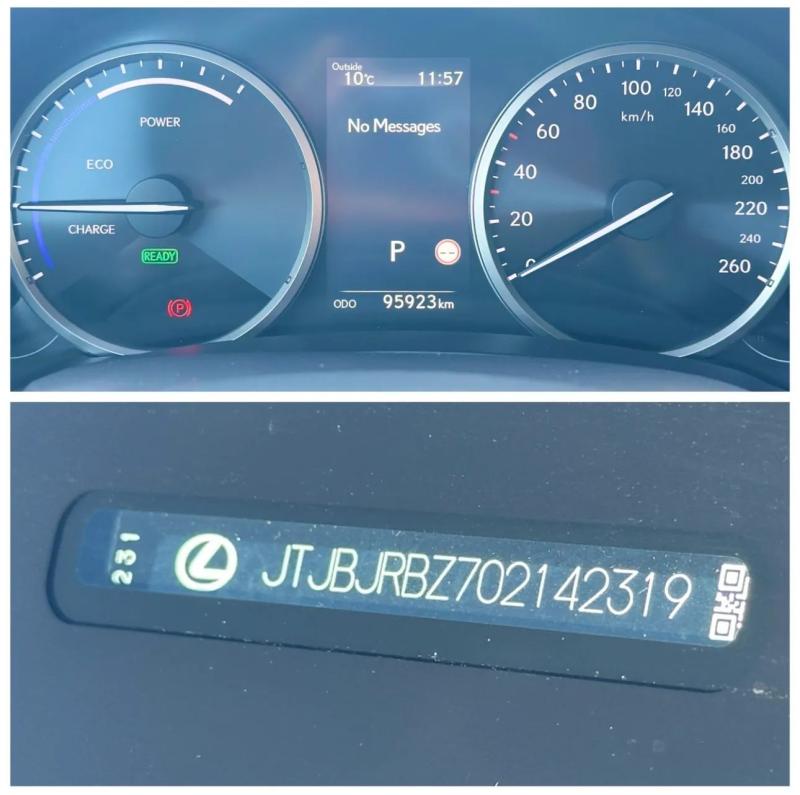 Outside
10°C 11:57
No Messages
P
--
ODO 95923km
POWER
ECO
CHARGE
READY
P
0
20
40
60
80
100
120
140
160
180
200
220
240
260
km/h
231
JTJBJRBZ702142319